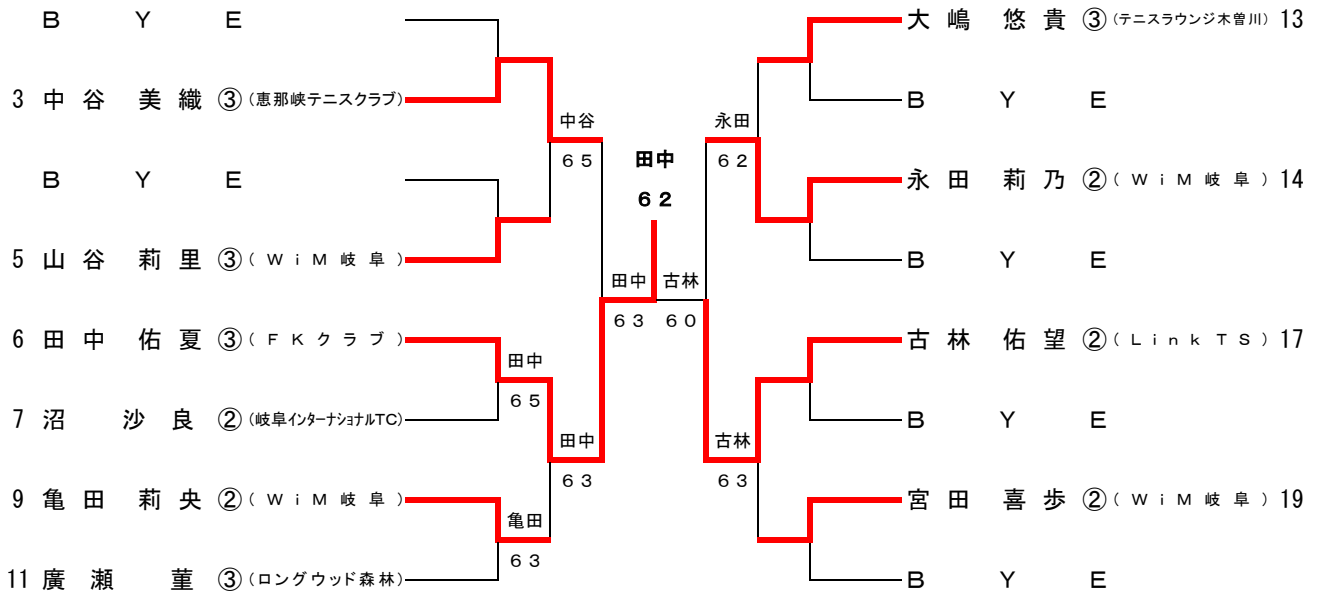 B Y E
3 中谷 美織 ③ (恵那峡テニスクラブ)
B Y E
5 山谷 莉里 ③ (WiM岐阜)
6 田中 佑夏 ③ (FKクラブ)
7 沼 沙良 ② (岐阜インターナショナルTC)
9 亀田 莉央 ② (WiM岐阜)
11 廣瀬 菫 ③ (ロングウッド森林)
中谷
65
田中
65
田中
63
亀田
63
田中
62
田中 古林
63 60
永田
62
古林
63
大嶋 悠貴 ③ (テニスラウンジ木曽川) 13
B Y E
永田 莉乃 ② (WiM岐阜) 14
B Y E
古林 佑望 ② (Link TS) 17
B Y E
宮田 喜歩 ② (WiM岐阜) 19
B Y E